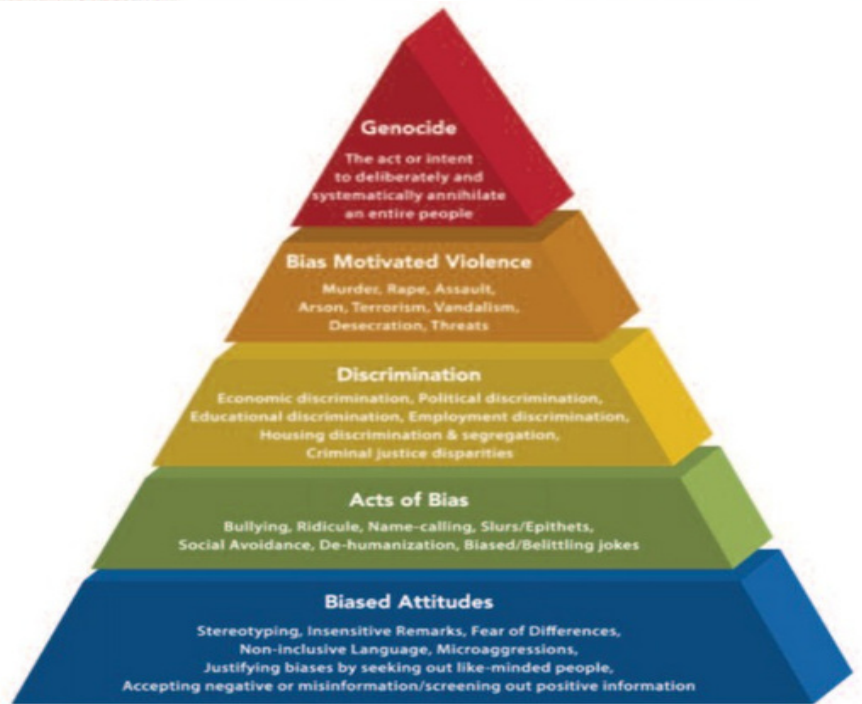 Genocide
The act or intent
to deliberately and
systematically annihilate
an entire people
Bias Motivated Violence
Murder, Rape, Assault,
Arson, Terrorism, Vandalism,
Desecration, Threats
Discrimination
Economic discrimination, Political discrimination,
Educational discrimination, Employment discrimination,
Housing discrimination & segregation,
Criminal justice disparities
Acts of Bias
Bullying, Ridicule, Name-calling, Slurs/Epithets,
Social Avoidance, De-humanization, Biased/Belittling jokes
Biased Attitudes
Stereotyping, Insensitive Remarks, Fear of Differences,
Non-inclusive Language, Microaggressions,
Justifying biases by seeking out like-minded people,
Accepting negative or misinformation/screening out positive information